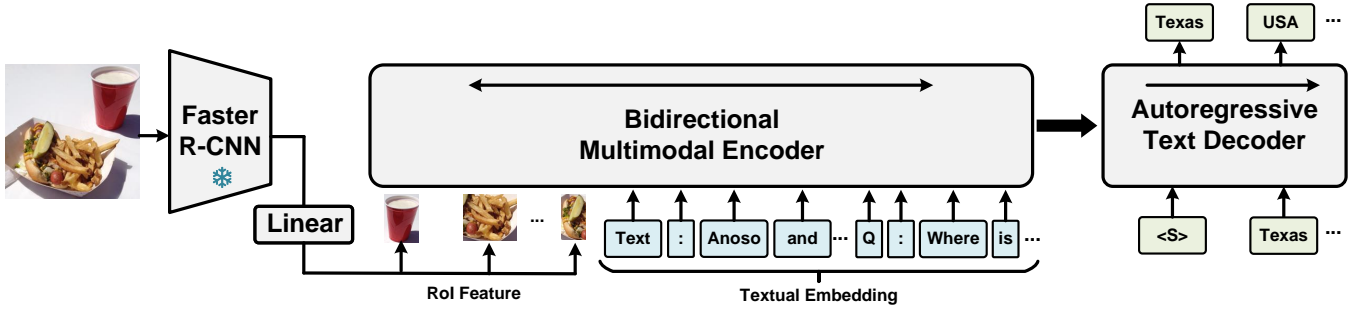 Faster
R-CNN
Linear
RoI Feature
...
Bidirectional
Multimodal Encoder
Text : Anoso and ... Q : Where is ...
Textual Embedding
Texas USA ...
Autoregressive
Text Decoder
<S> Texas ...